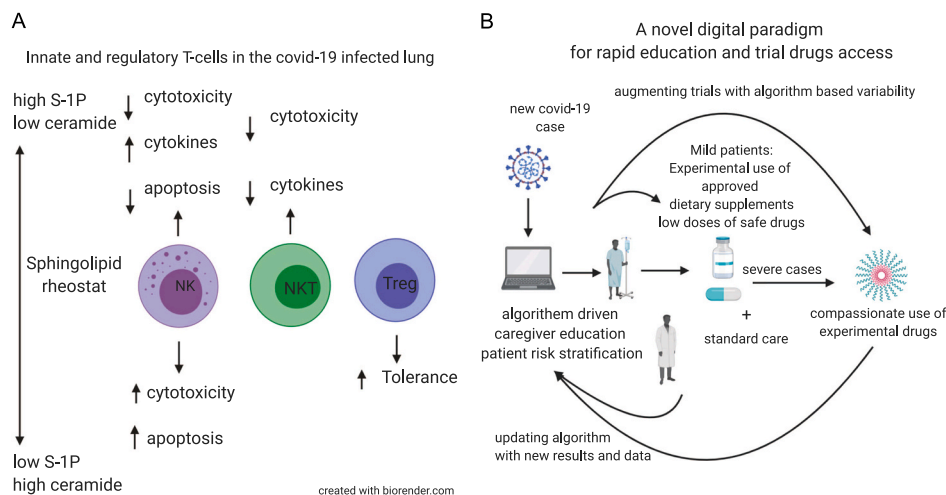 A
Innate and regulatory T-cells in the covid-19 infected lung
high S-1P
low ceramide
cytotoxicity
cytokines
apoptosis
cytotoxicity
cytokines
Sphingolipid
rheostat
NK
NKT
Treg
cytotoxicity
apoptosis
Tolerance
low S-1P
high ceramide
created with biorender.com
B
A novel digital paradigm
for rapid education and trial drugs access
augmenting trials with algorithm based variability
new covid-19
case
Mild patients:
Experimental use of
approved
dietary supplements
low doses of safe drugs
severe cases
algorithem driven
caregiver education
patient risk stratification
+
standard care
compassionate use of
experimental drugs
updating algorithm
with new results and data